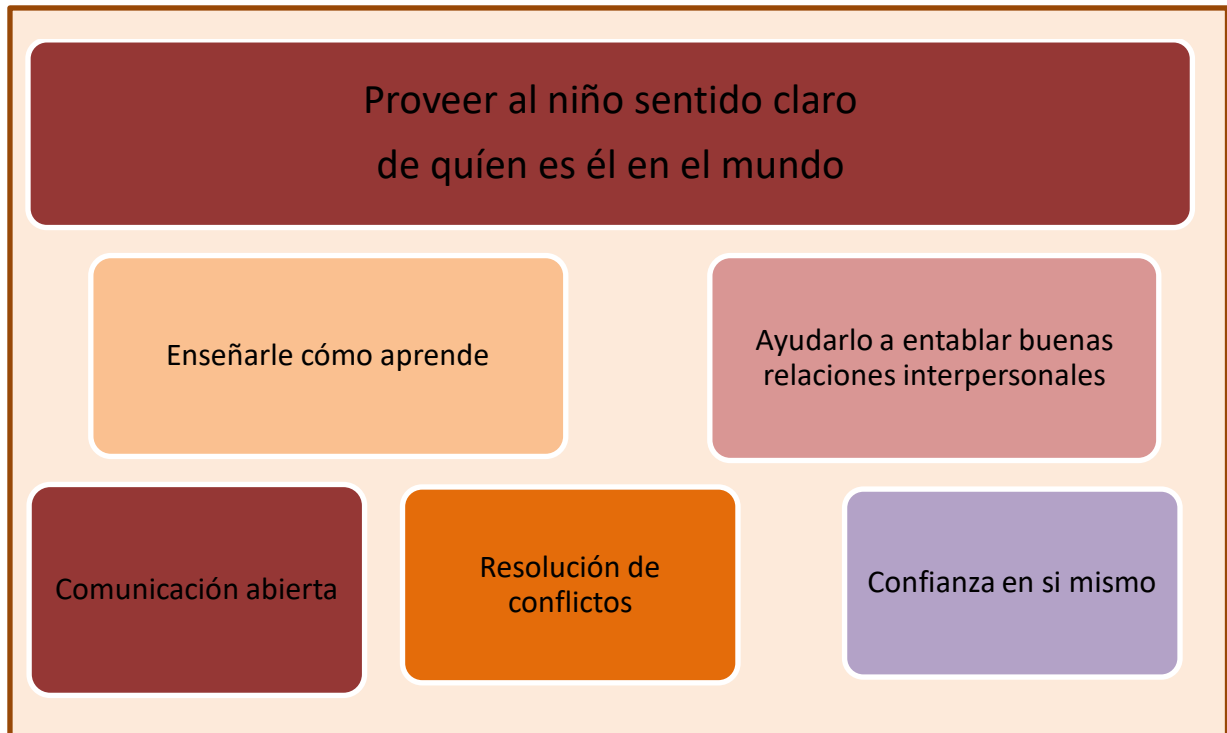 Proveer al niño sentido claro
de quíen es él en el mundo
Enseñarle cómo aprende
Ayudarlo a entablar buenas
relaciones interpersonales
Comunicación abierta
Resolución de
conflictos
Confianza en si mismo